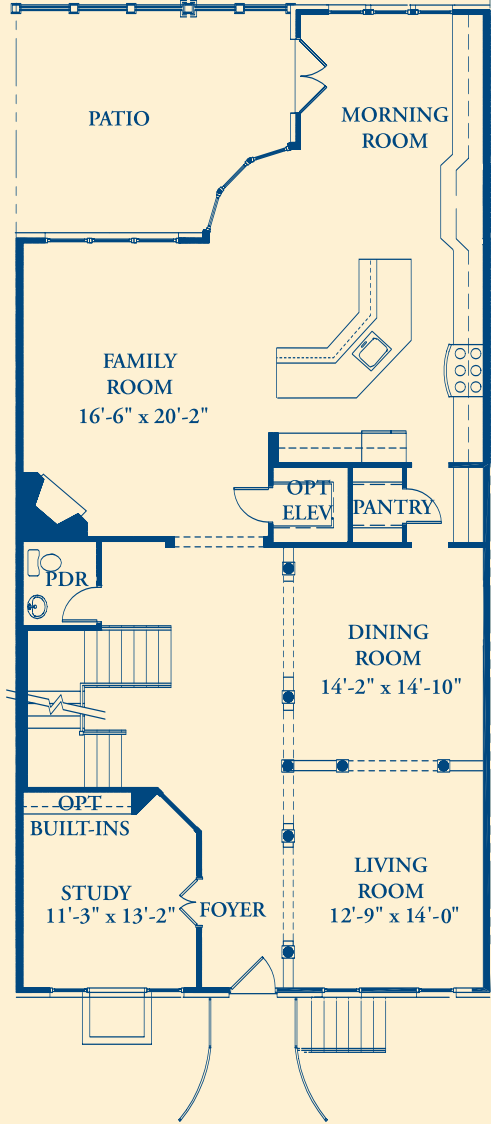 PATIO
MORNING
ROOM
FAMILY
ROOM
16'-6" x 20'-2"
OPT
ELEV
PANTRY
PDR
DINING
ROOM
14'-2" x 14'-10"
OPT
BUILT-INS
STUDY
11'-3" x 13'-2"
FOYER
LIVING
ROOM
12'-9" x 14'-0"